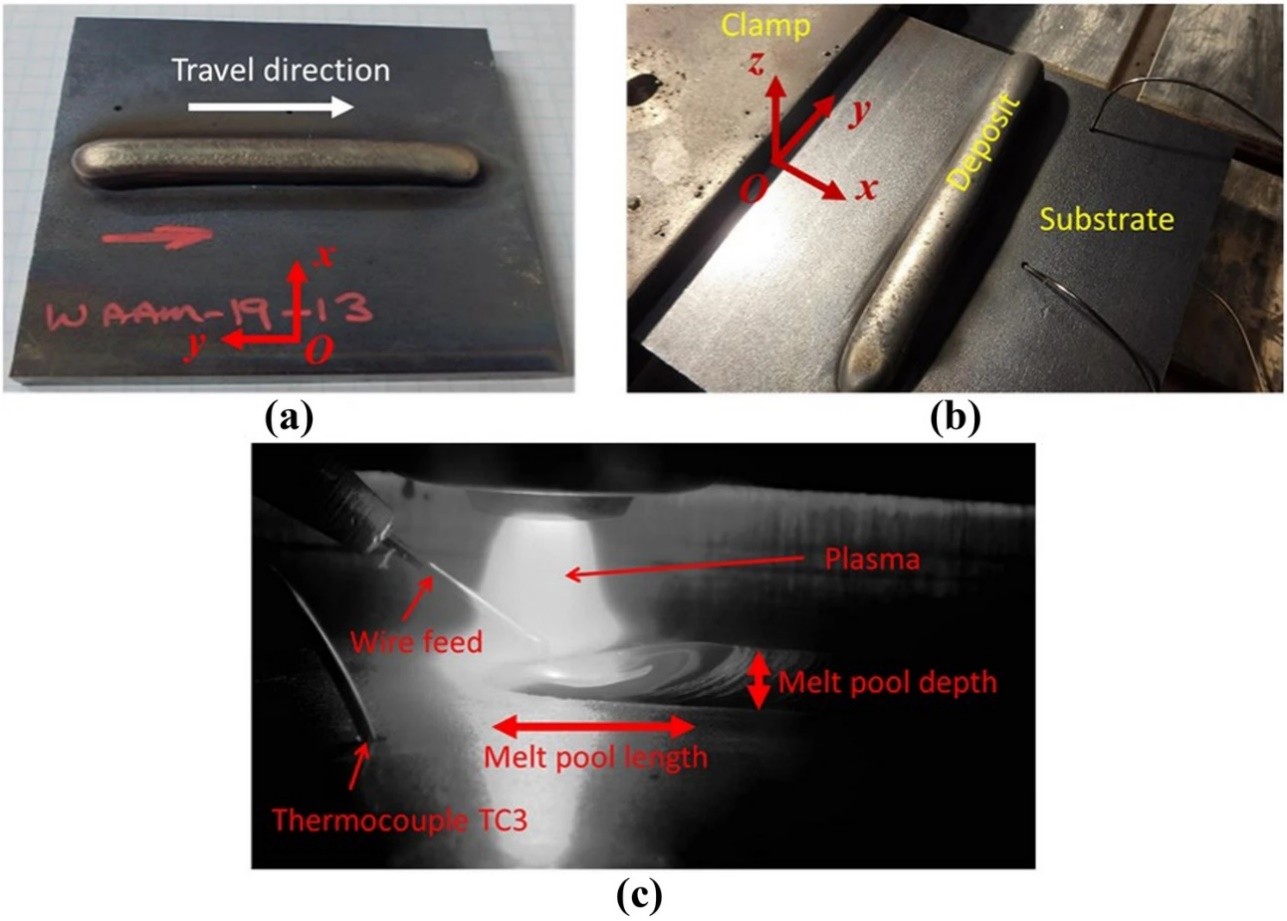 Travel direction
x
WAAM-19-13
y
O
(a)
Clamp
z
y
Deposit
O
x
Substrate
(b)
Plasma
Wire feed
Melt pool depth
Melt pool length
Thermocouple TC3
(c)